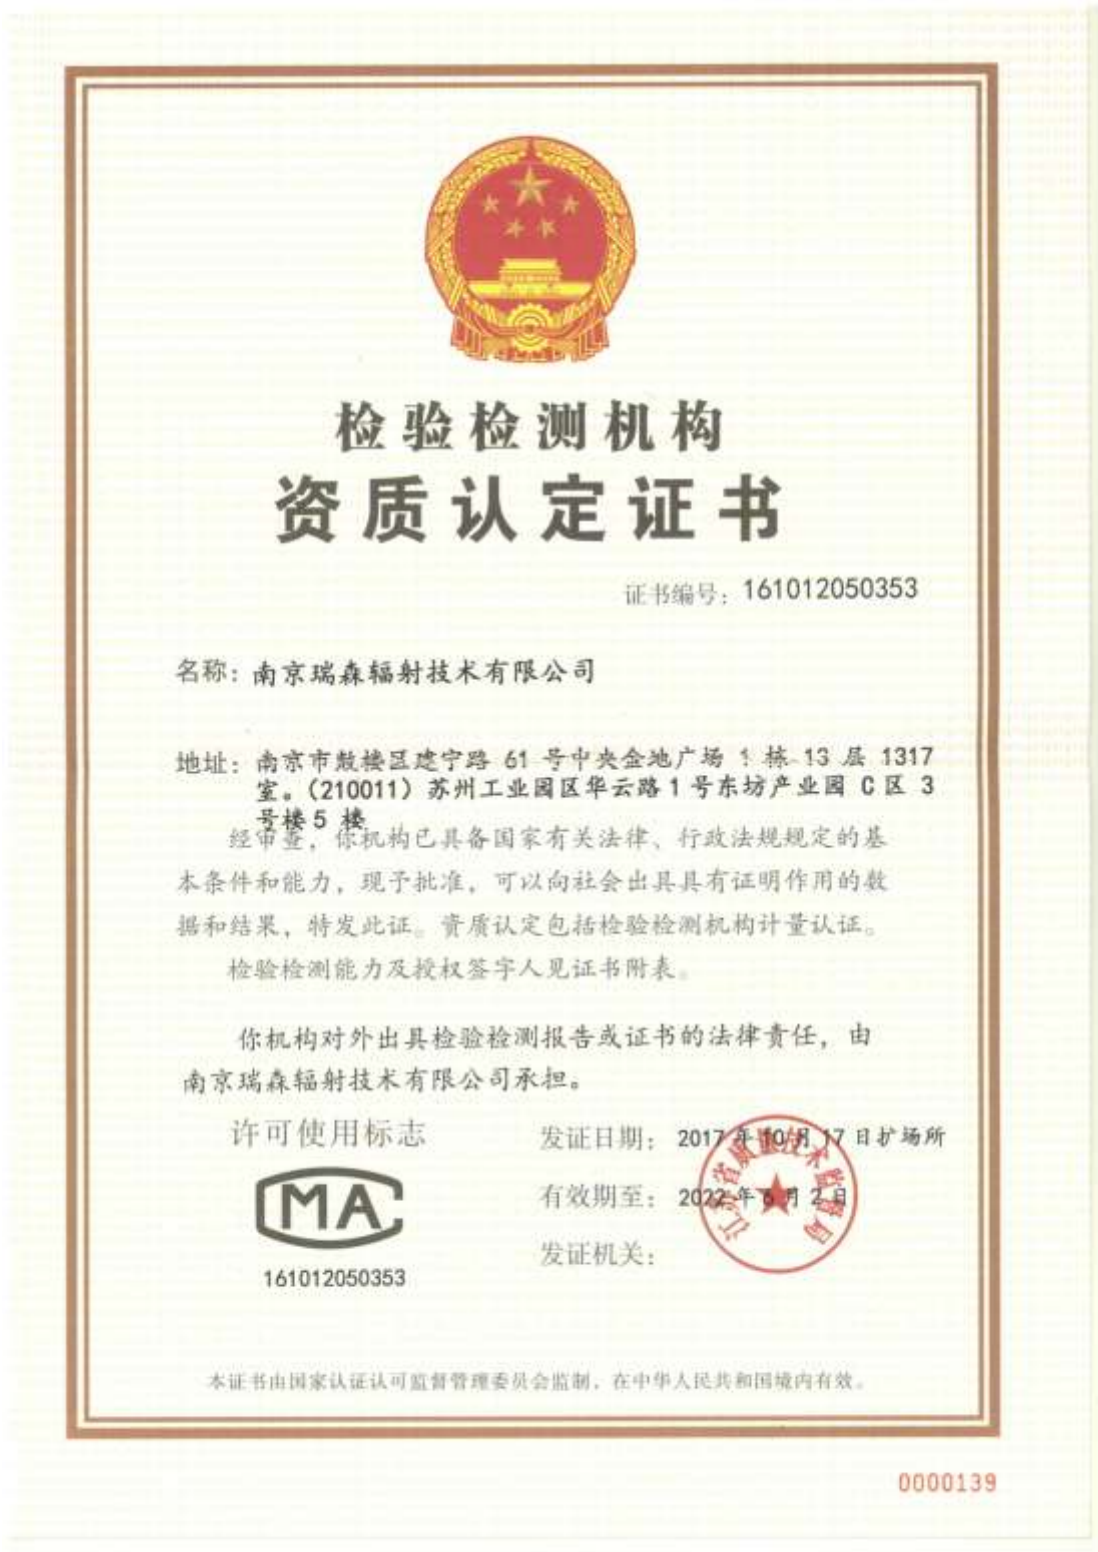 检验检测机构
资质认定证书
证书编号：161012050353
名称：南京瑞森辐射技术有限公司
地址：南京市鼓楼区建宁路 61 号中央金地广场 1 栋 13 层 1317
室。（210011）苏州工业园区华云路 1 号东坊产业园 C 区 3
号楼 5 楼
经审查，你机构已具备国家有关法律、行政法规规定的基
本条件和能力，现予批准，可以向社会出具具有证明作用的数
据和结果，特发此证。资质认定包括检验检测机构计量认证。
检验检测能力及授权签字人见证书附表。
你机构对外出具检验检测报告或证书的法律责任，由
南京瑞森辐射技术有限公司承担。
许可使用标志
MA
161012050353
发证日期：2017 年 10 月 17 日扩场所
有效期至：2022 年 6 月 2 日
发证机关：
江苏省质量技术监督局
本证书由国家认证认可监督管理委员会监制，在中华人民共和国境内有效。
0000139